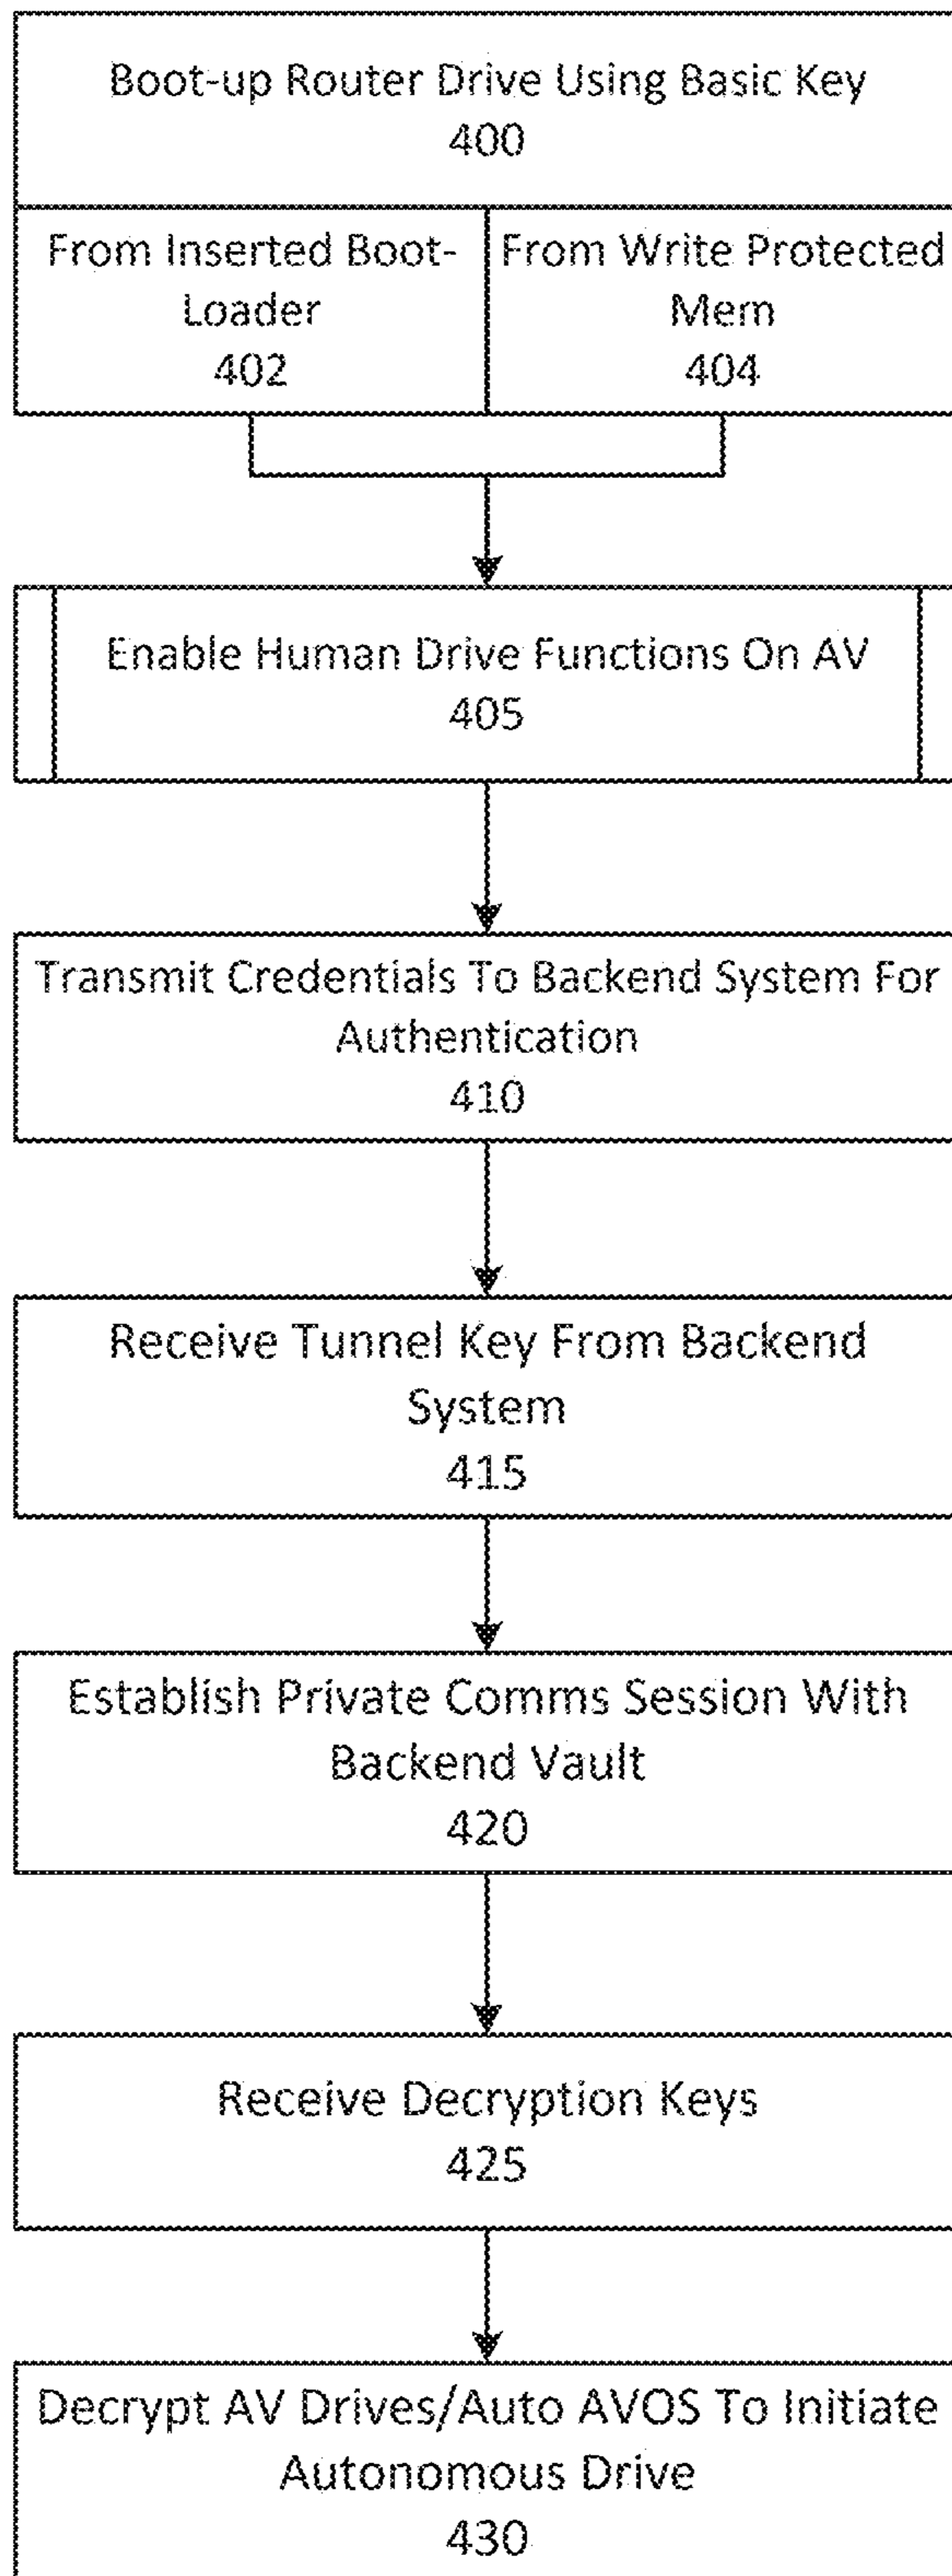 Boot-up Router Drive Using Basic Key
400
From Inserted Boot-
Loader
402
From Write Protected
Mem
404
Enable Human Drive Functions On AV
405
Transmit Credentials To Backend System For
Authentication
410
Receive Tunnel Key From Backend
System
415
Establish Private Comms Session With
Backend Vault
420
Receive Decryption Keys
425
Decrypt AV Drives/Auto AVOS To Initiate
Autonomous Drive
430